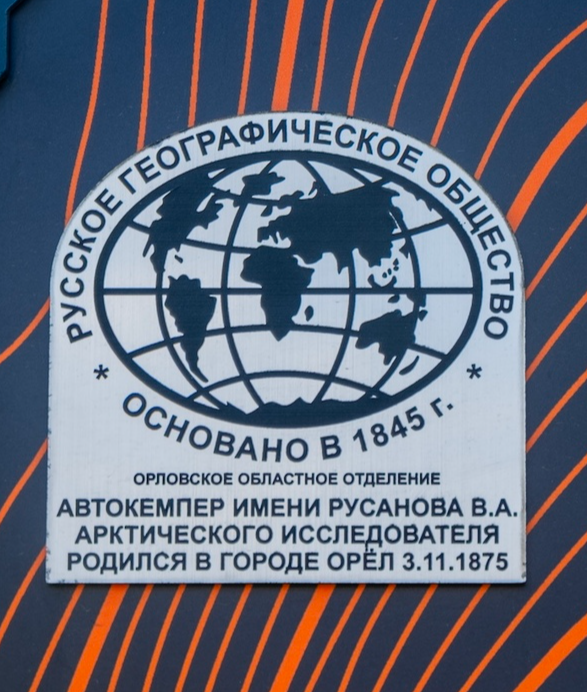 РУССКОЕ ГЕОГРАФИЧЕСКОЕ ОБЩЕСТВО
* ОСНОВАНО В 1845 г. *
ОРЛОВСКОЕ ОБЛАСТНОЕ ОТДЕЛЕНИЕ
АВТОКЕМПЕР ИМЕНИ РУСАНОВА В.А.
АРКТИЧЕСКОГО ИССЛЕДОВАТЕЛЯ
РОДИЛСЯ В ГОРОДЕ ОРЁЛ 3.11.1875